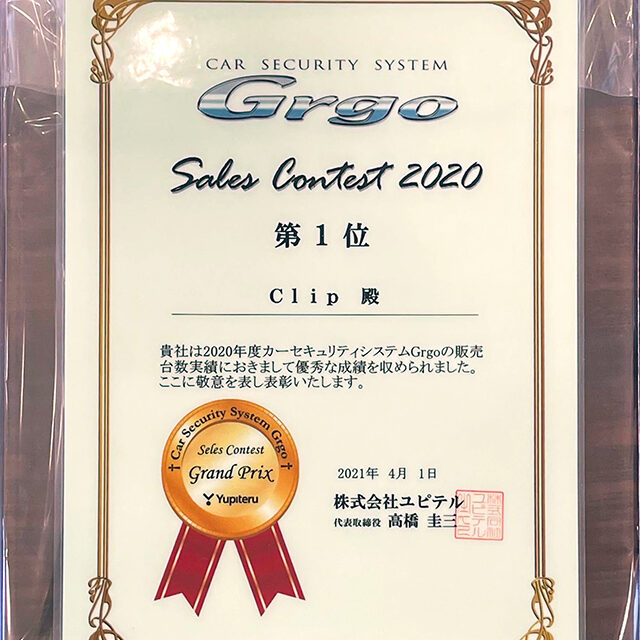 CAR SECURITY SYSTEM
Grgo
Sales Contest 2020
第1位
Clip 殿
貴社は2020年度カーセキュリティシステムGrgoの販売
台数実績におきまして優秀な成績を収められました。
ここに敬意を表し表彰いたします。
Car Security System Grgo
Seles Contest
Grand Prix
Yupiteru
2021年 4月 1日
株式会社ユピテル
代表取締役 高橋 圭三